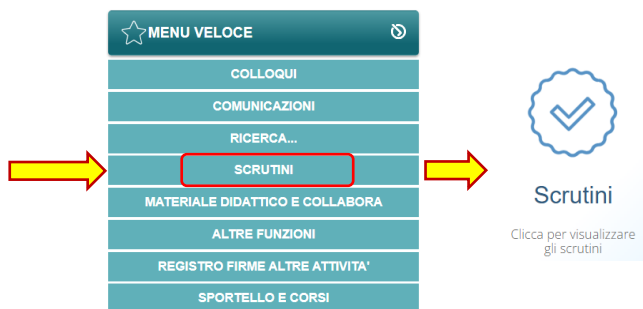 MENU VELOCE
COLLOQUI
COMUNICAZIONI
RICERCA...
SCRUTINI
MATERIALE DIDATTICO E COLLABORA
ALTRE FUNZIONI
REGISTRO FIRME ALTRE ATTIVITA'
SPORTELLO E CORSI
Scrutini
Clicca per visualizzare
gli scrutini